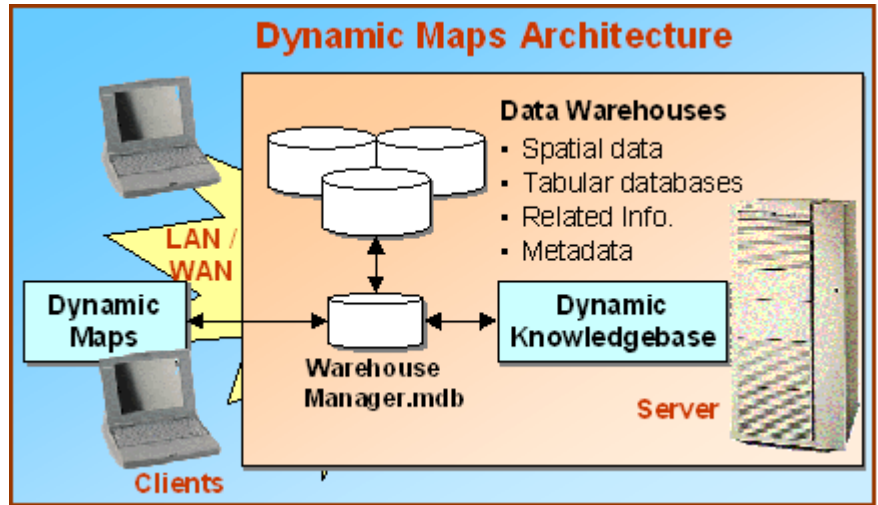 Dynamic Maps Architecture
Data Warehouses
▪ Spatial data
▪ Tabular databases
▪ Related Info.
▪ Metadata
LAN /
WAN
Dynamic
Maps
Dynamic
Knowledgebase
Warehouse
Manager.mdb
Server
Clients